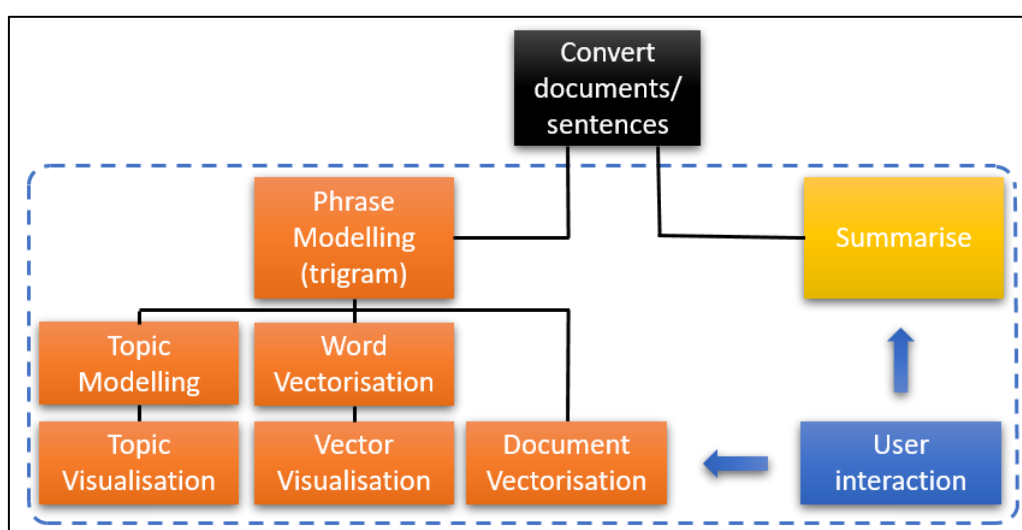 Convert
documents/
sentences
Phrase
Modelling
(trigram)
Summarise
Topic
Modelling
Word
Vectorisation
Topic
Visualisation
Vector
Visualisation
Document
Vectorisation
User
interaction